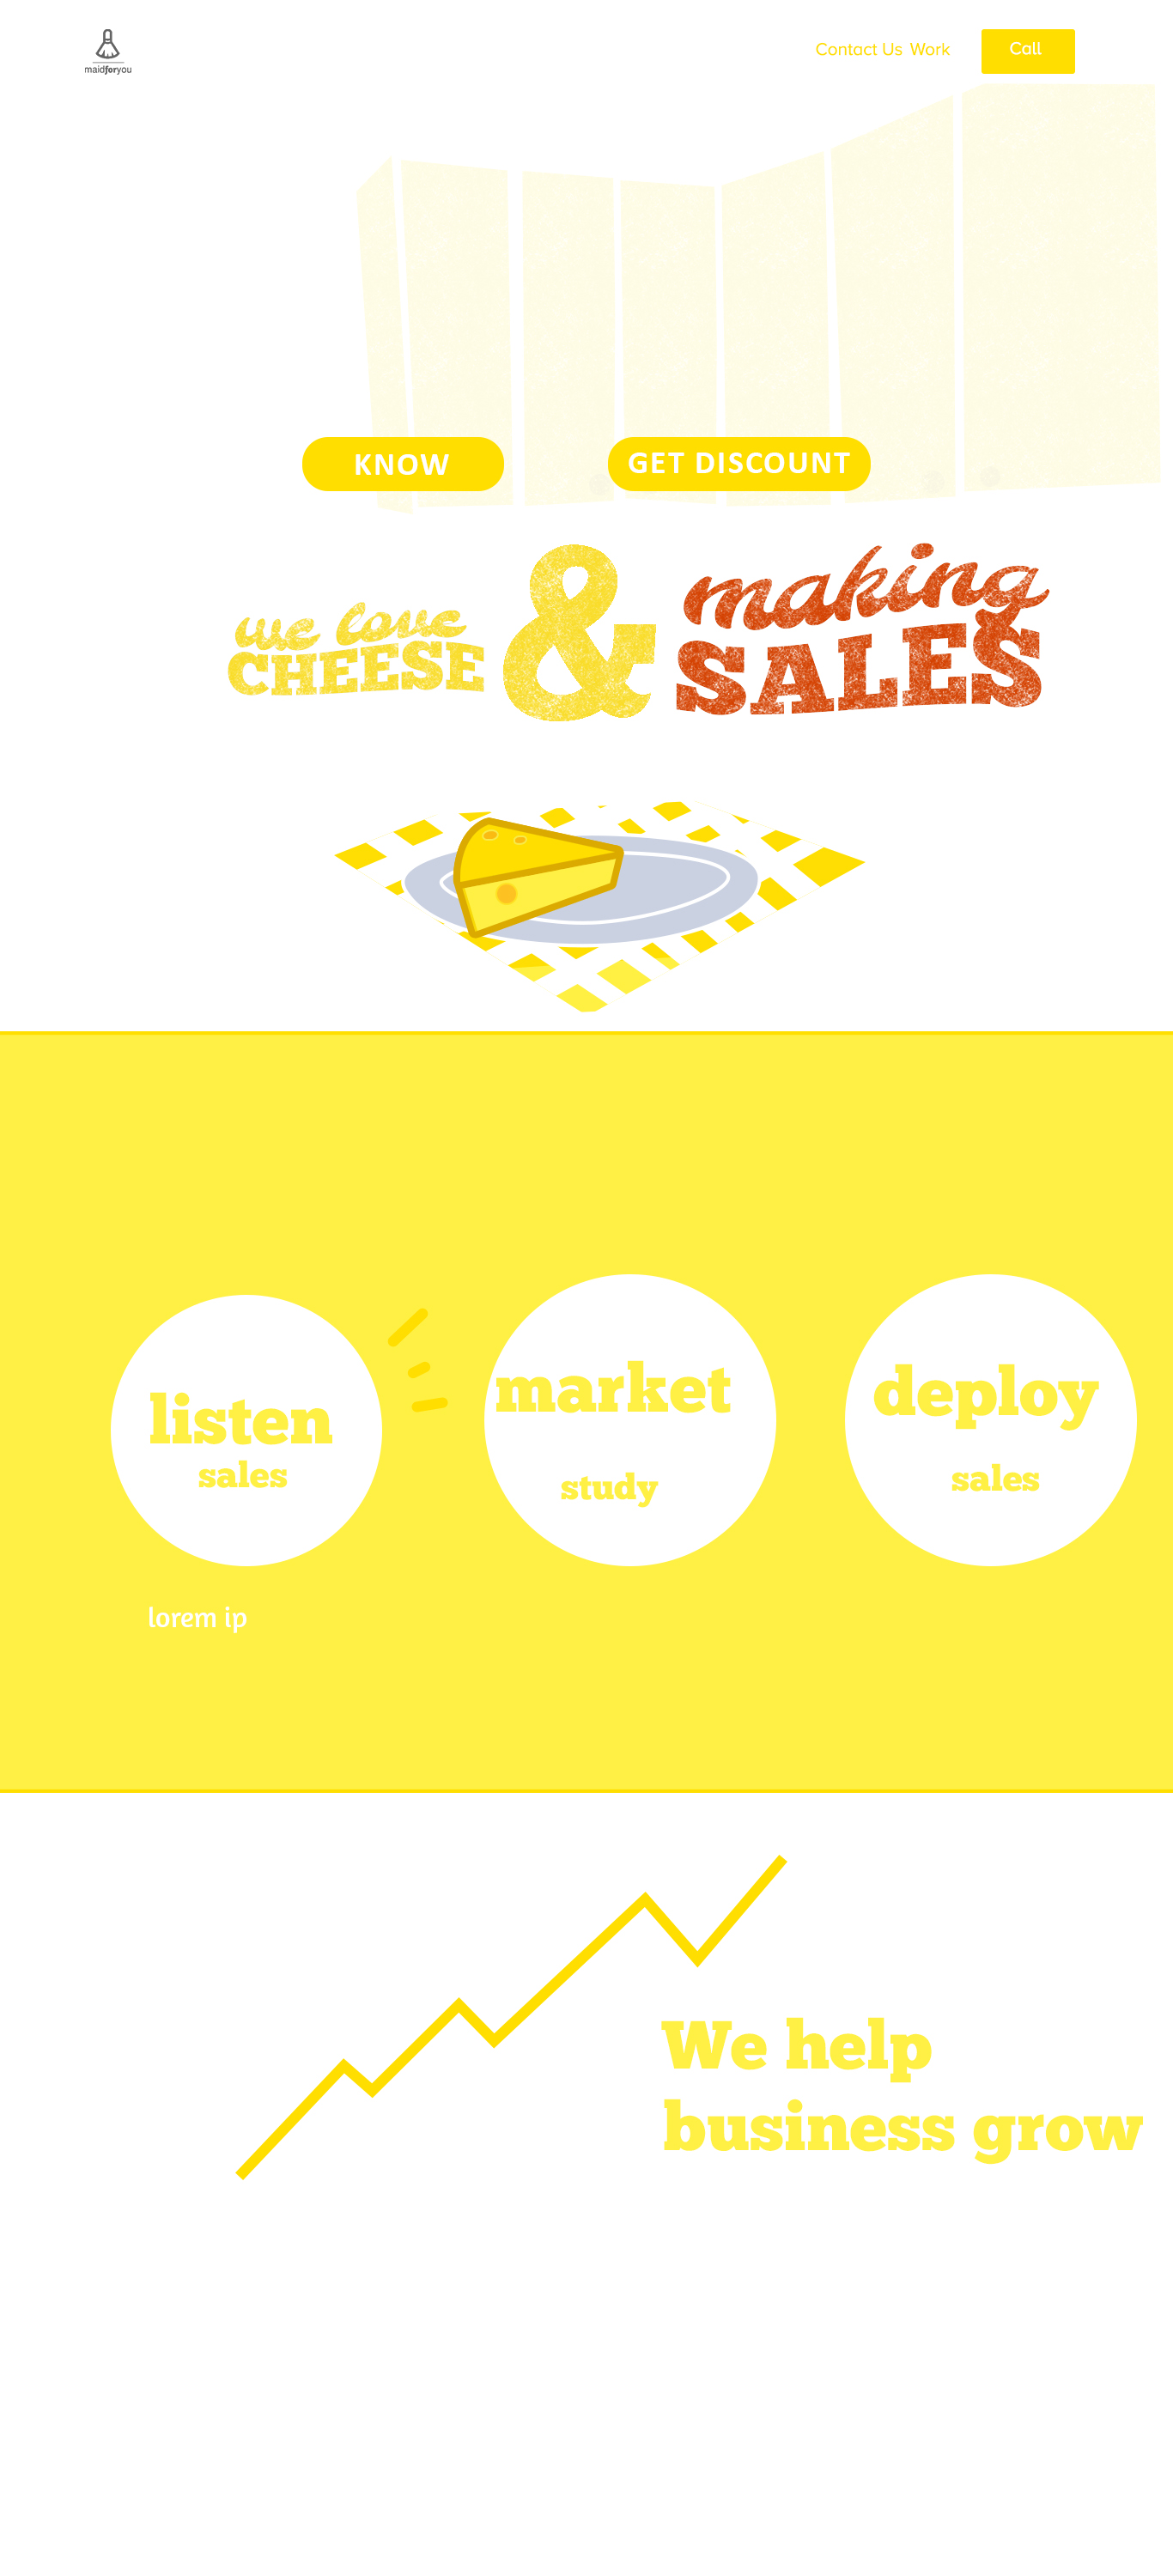 maidforyou
Contact Us Work
Call
KNOW
GET DISCOUNT
we love
CHEESE
&
making
SALES
listen
sales
market
study
deploy
sales
lorem ip
We help
business grow